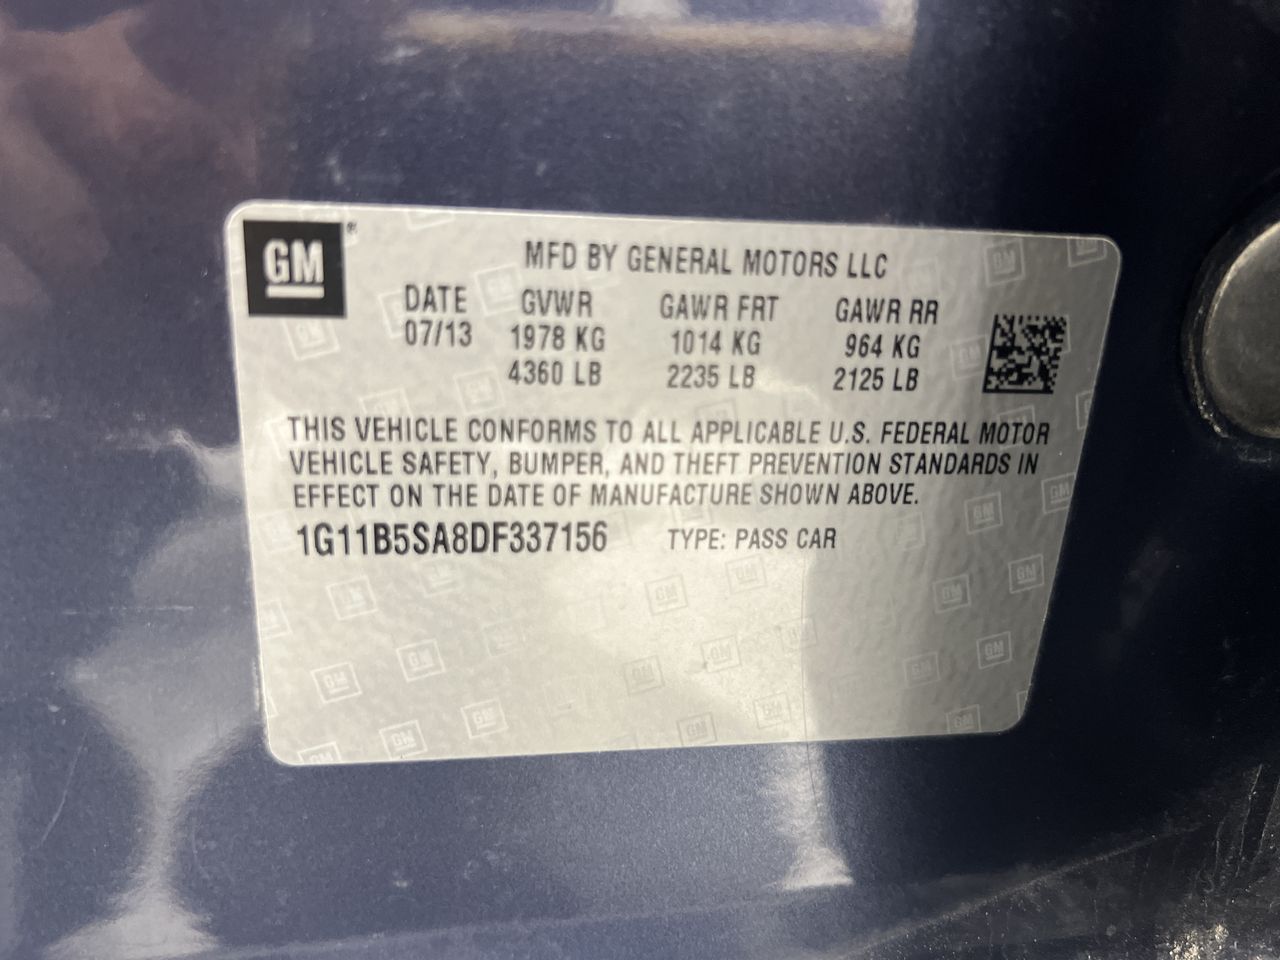 GM®
MFD BY GENERAL MOTORS LLC
DATE GVWR GAWR FRT GAWR RR
07/13 1978 KG 1014 KG 964 KG
4360 LB 2235 LB 2125 LB
THIS VEHICLE CONFORMS TO ALL APPLICABLE U.S. FEDERAL MOTOR
VEHICLE SAFETY, BUMPER, AND THEFT PREVENTION STANDARDS IN
EFFECT ON THE DATE OF MANUFACTURE SHOWN ABOVE.
1G11B5SA8DF337156 TYPE: PASS CAR